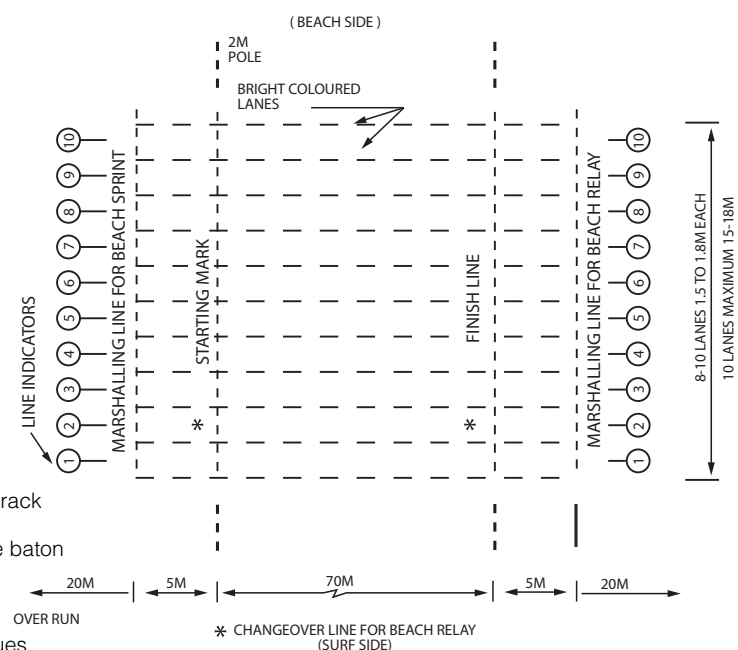 ( BEACH SIDE )
2M
POLE
BRIGHT COLOURED
LANES
10
9
8
7
6
5
4
3
2
1
LINE INDICATORS
MARSHALLING LINE FOR BEACH SPRINT
STARTING MARK
*
FINISH LINE
*
MARSHALLING LINE FOR BEACH RELAY
10
9
8
7
6
5
4
3
2
1
8-10 LANES 1.5 TO 1.8M EACH
10 LANES MAXIMUM 15-18M
rack
e baton
20M
5M
70M
5M
20M
OVER RUN
* CHANGEOVER LINE FOR BEACH RELAY
(SURF SIDE)
ues